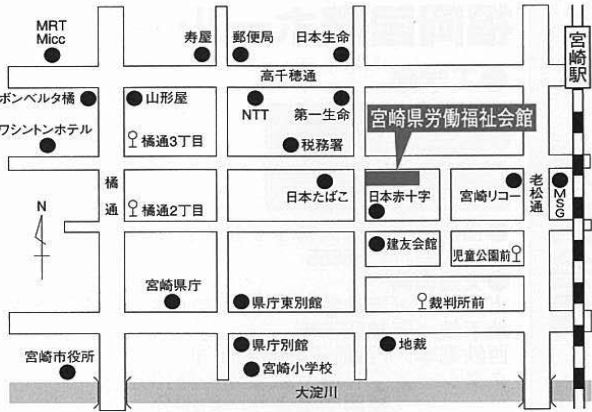 MRT
Micc
寿屋
郵便局
日本生命
宮崎駅
高千穂通
ボンベルタ橘
山形屋
NTT
第一生命
宮崎県労働福祉会館
ワシントンホテル
橘通3丁目
税務署
橘通
日本たばこ
日本赤十字
宮崎リコー
老松通
MSG
N
橘通2丁目
建友会館
児童公園前
宮崎県庁
県庁東別館
裁判所前
県庁別館
地裁
宮崎市役所
宮崎小学校
大淀川